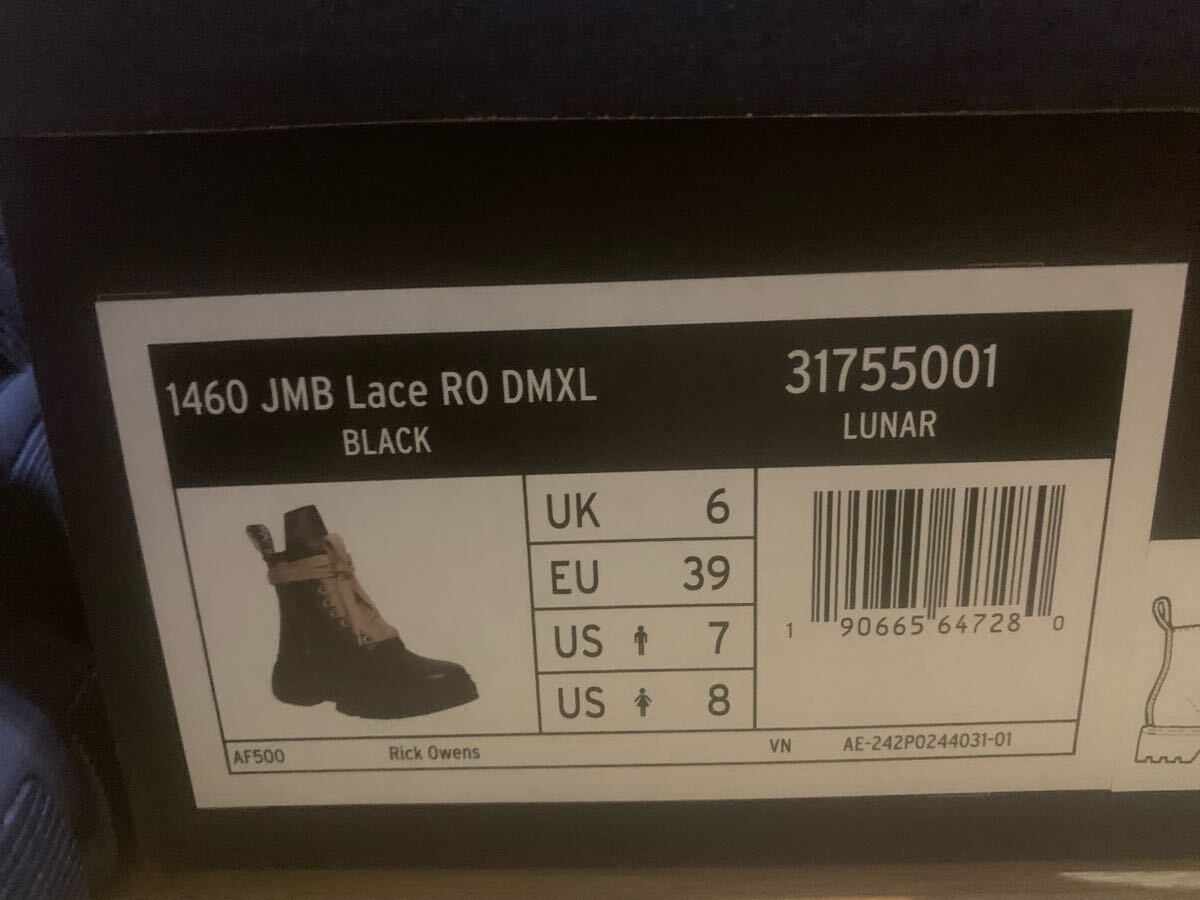 1460 JMB Lace RO DMXL
BLACK
31755001
LUNAR
UK 6
EU 39
US 7
US 8
1 90665 64728 0
AF500 Rick Owens VN AE-242P0244031-01